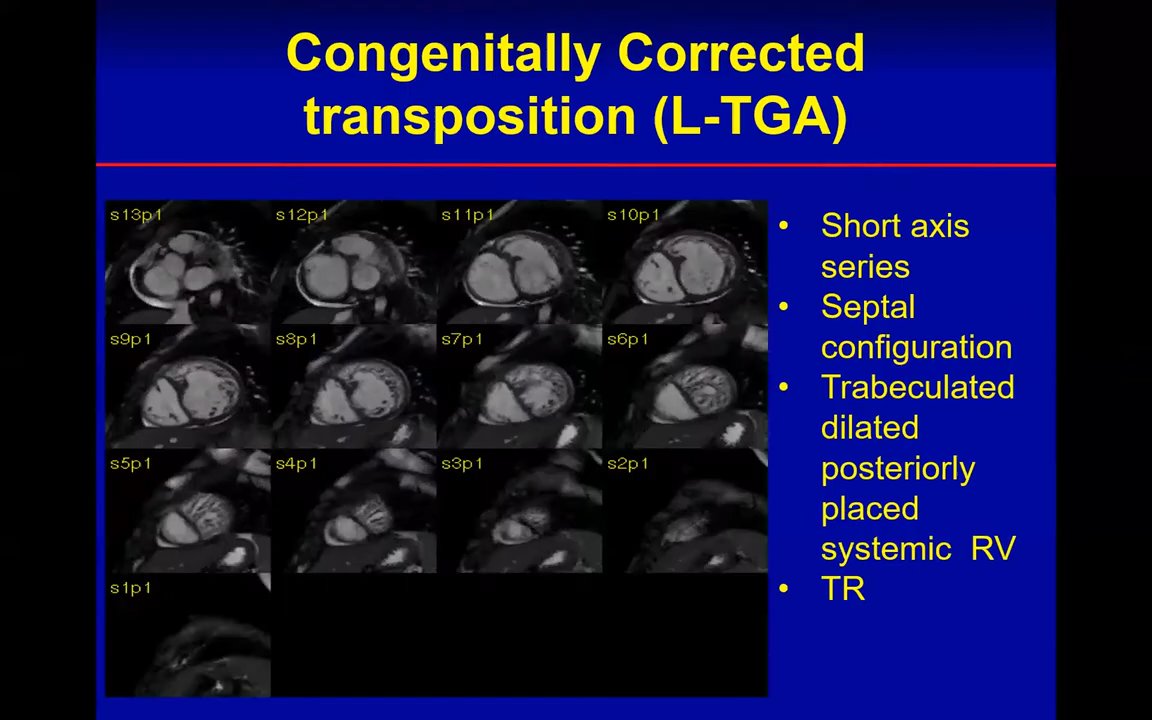 Congenitally Corrected
transposition (L-TGA)
s13p1
s12p1
s11p1
s10p1
s9p1
s8p1
s7p1
s6p1
s5p1
s4p1
s3p1
s2p1
s1p1
• Short axis
series
• Septal
configuration
• Trabeculated
dilated
posteriorly
placed
systemic RV
• TR